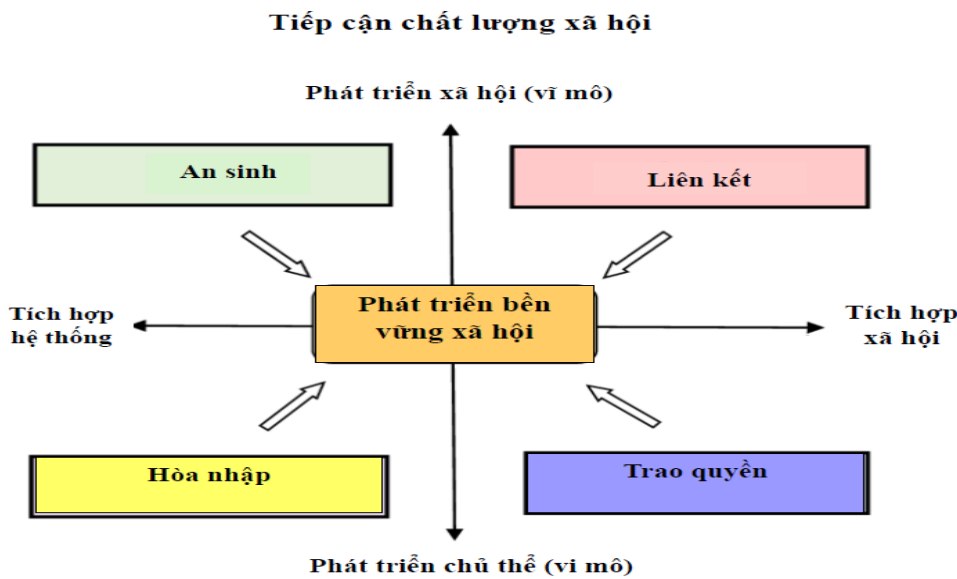 Tiếp cận chất lượng xã hội
Phát triển xã hội (vĩ mô)
An sinh
Liên kết
Tích hợp
hệ thống
Phát triển bền
vững xã hội
Tích hợp
xã hội
Hòa nhập
Trao quyền
Phát triển chủ thể (vi mô)